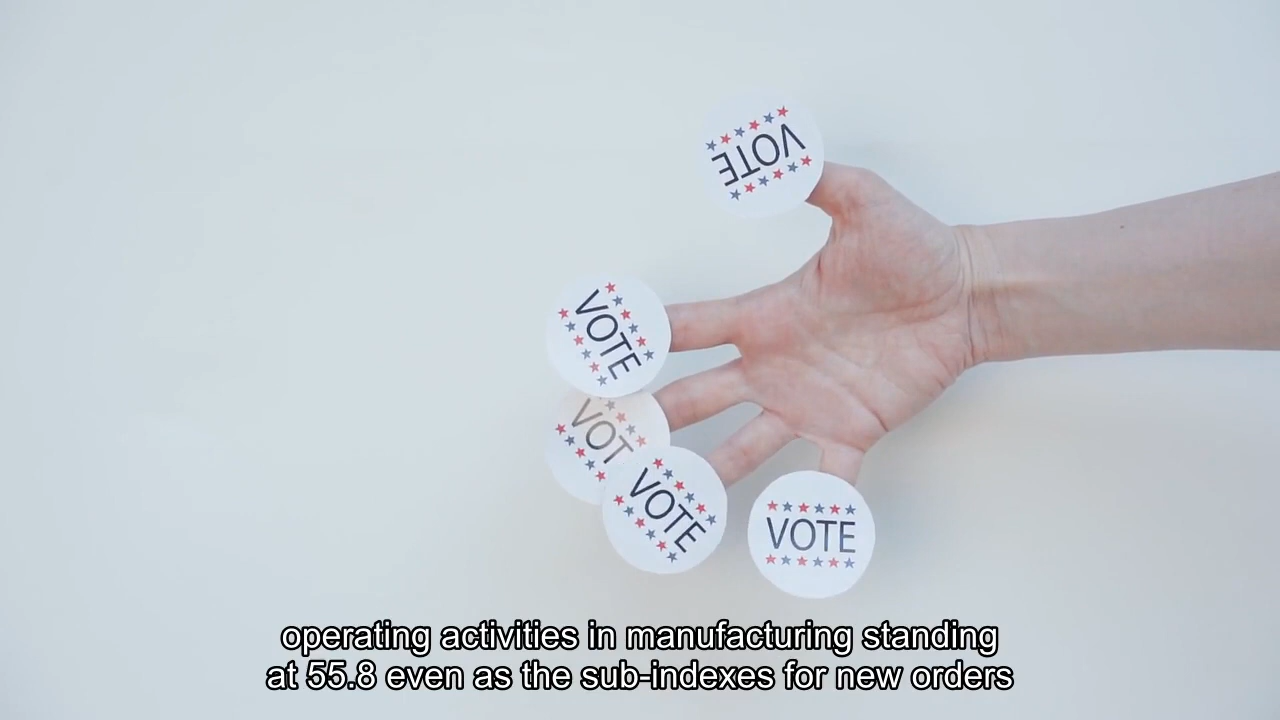 VOTE
VOTE
VOT
VOTE
VOTE
operating activities in manufacturing standing
at 55.8 even as the sub-indexes for new orders